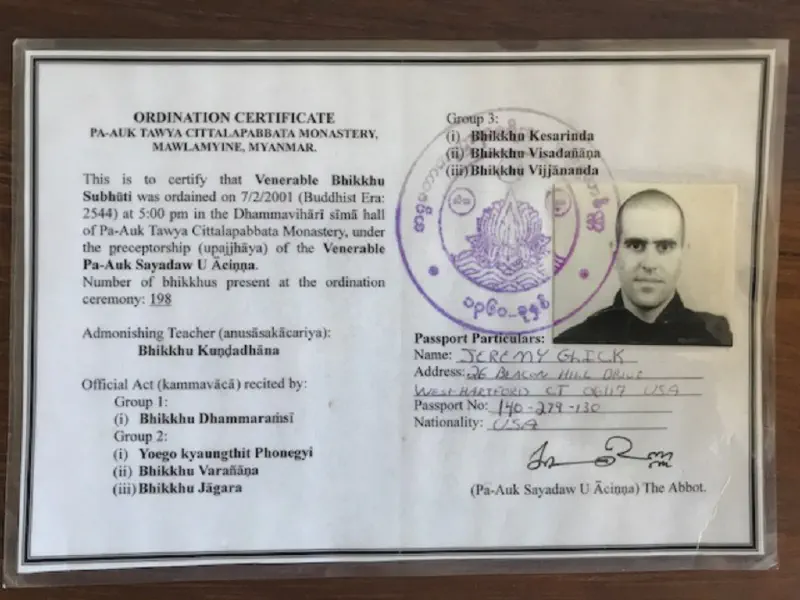 ORDINATION CERTIFICATE
PA-AUK TAWYA CITTALAPABBATA MONASTERY,
MAWLAMYINE, MYANMAR.
This is to certify that Venerable Bhikkhu
Subhūti was ordained on 7/2/2001 (Buddhist Era:
2544) at 5:00 pm in the Dhammavihārī sīmā hall
of Pa-Auk Tawya Cittalapabbata Monastery, under
the preceptorship (upajjhāya) of the Venerable
Pa-Auk Sayadaw U Āciṇṇa.
Number of bhikkhus present at the ordination
ceremony: 198
Admonishing Teacher (anusāsakācariya):
Bhikkhu Kuṇḍadhāna
Official Act (kammavācā) recited by:
Group 1:
(i) Bhikkhu Dhammaraṁsī
Group 2:
(i) Yoego kyaungthit Phonegyi
(ii) Bhikkhu Varañāṇa
(iii) Bhikkhu Jāgara
Group 3:
(i) Bhikkhu Kesarinda
(ii) Bhikkhu Visadañāṇa
(iii) Bhikkhu Vijjānanda
Passport Particulars:
Name: JEREMY GLICK
Address: 26 BEACON HILL DRIVE
WEST HARTFORD CT 06117 USA
Passport No: 140-279-130
Nationality: USA
(Pa-Auk Sayadaw U Āciṇṇa) The Abbot.